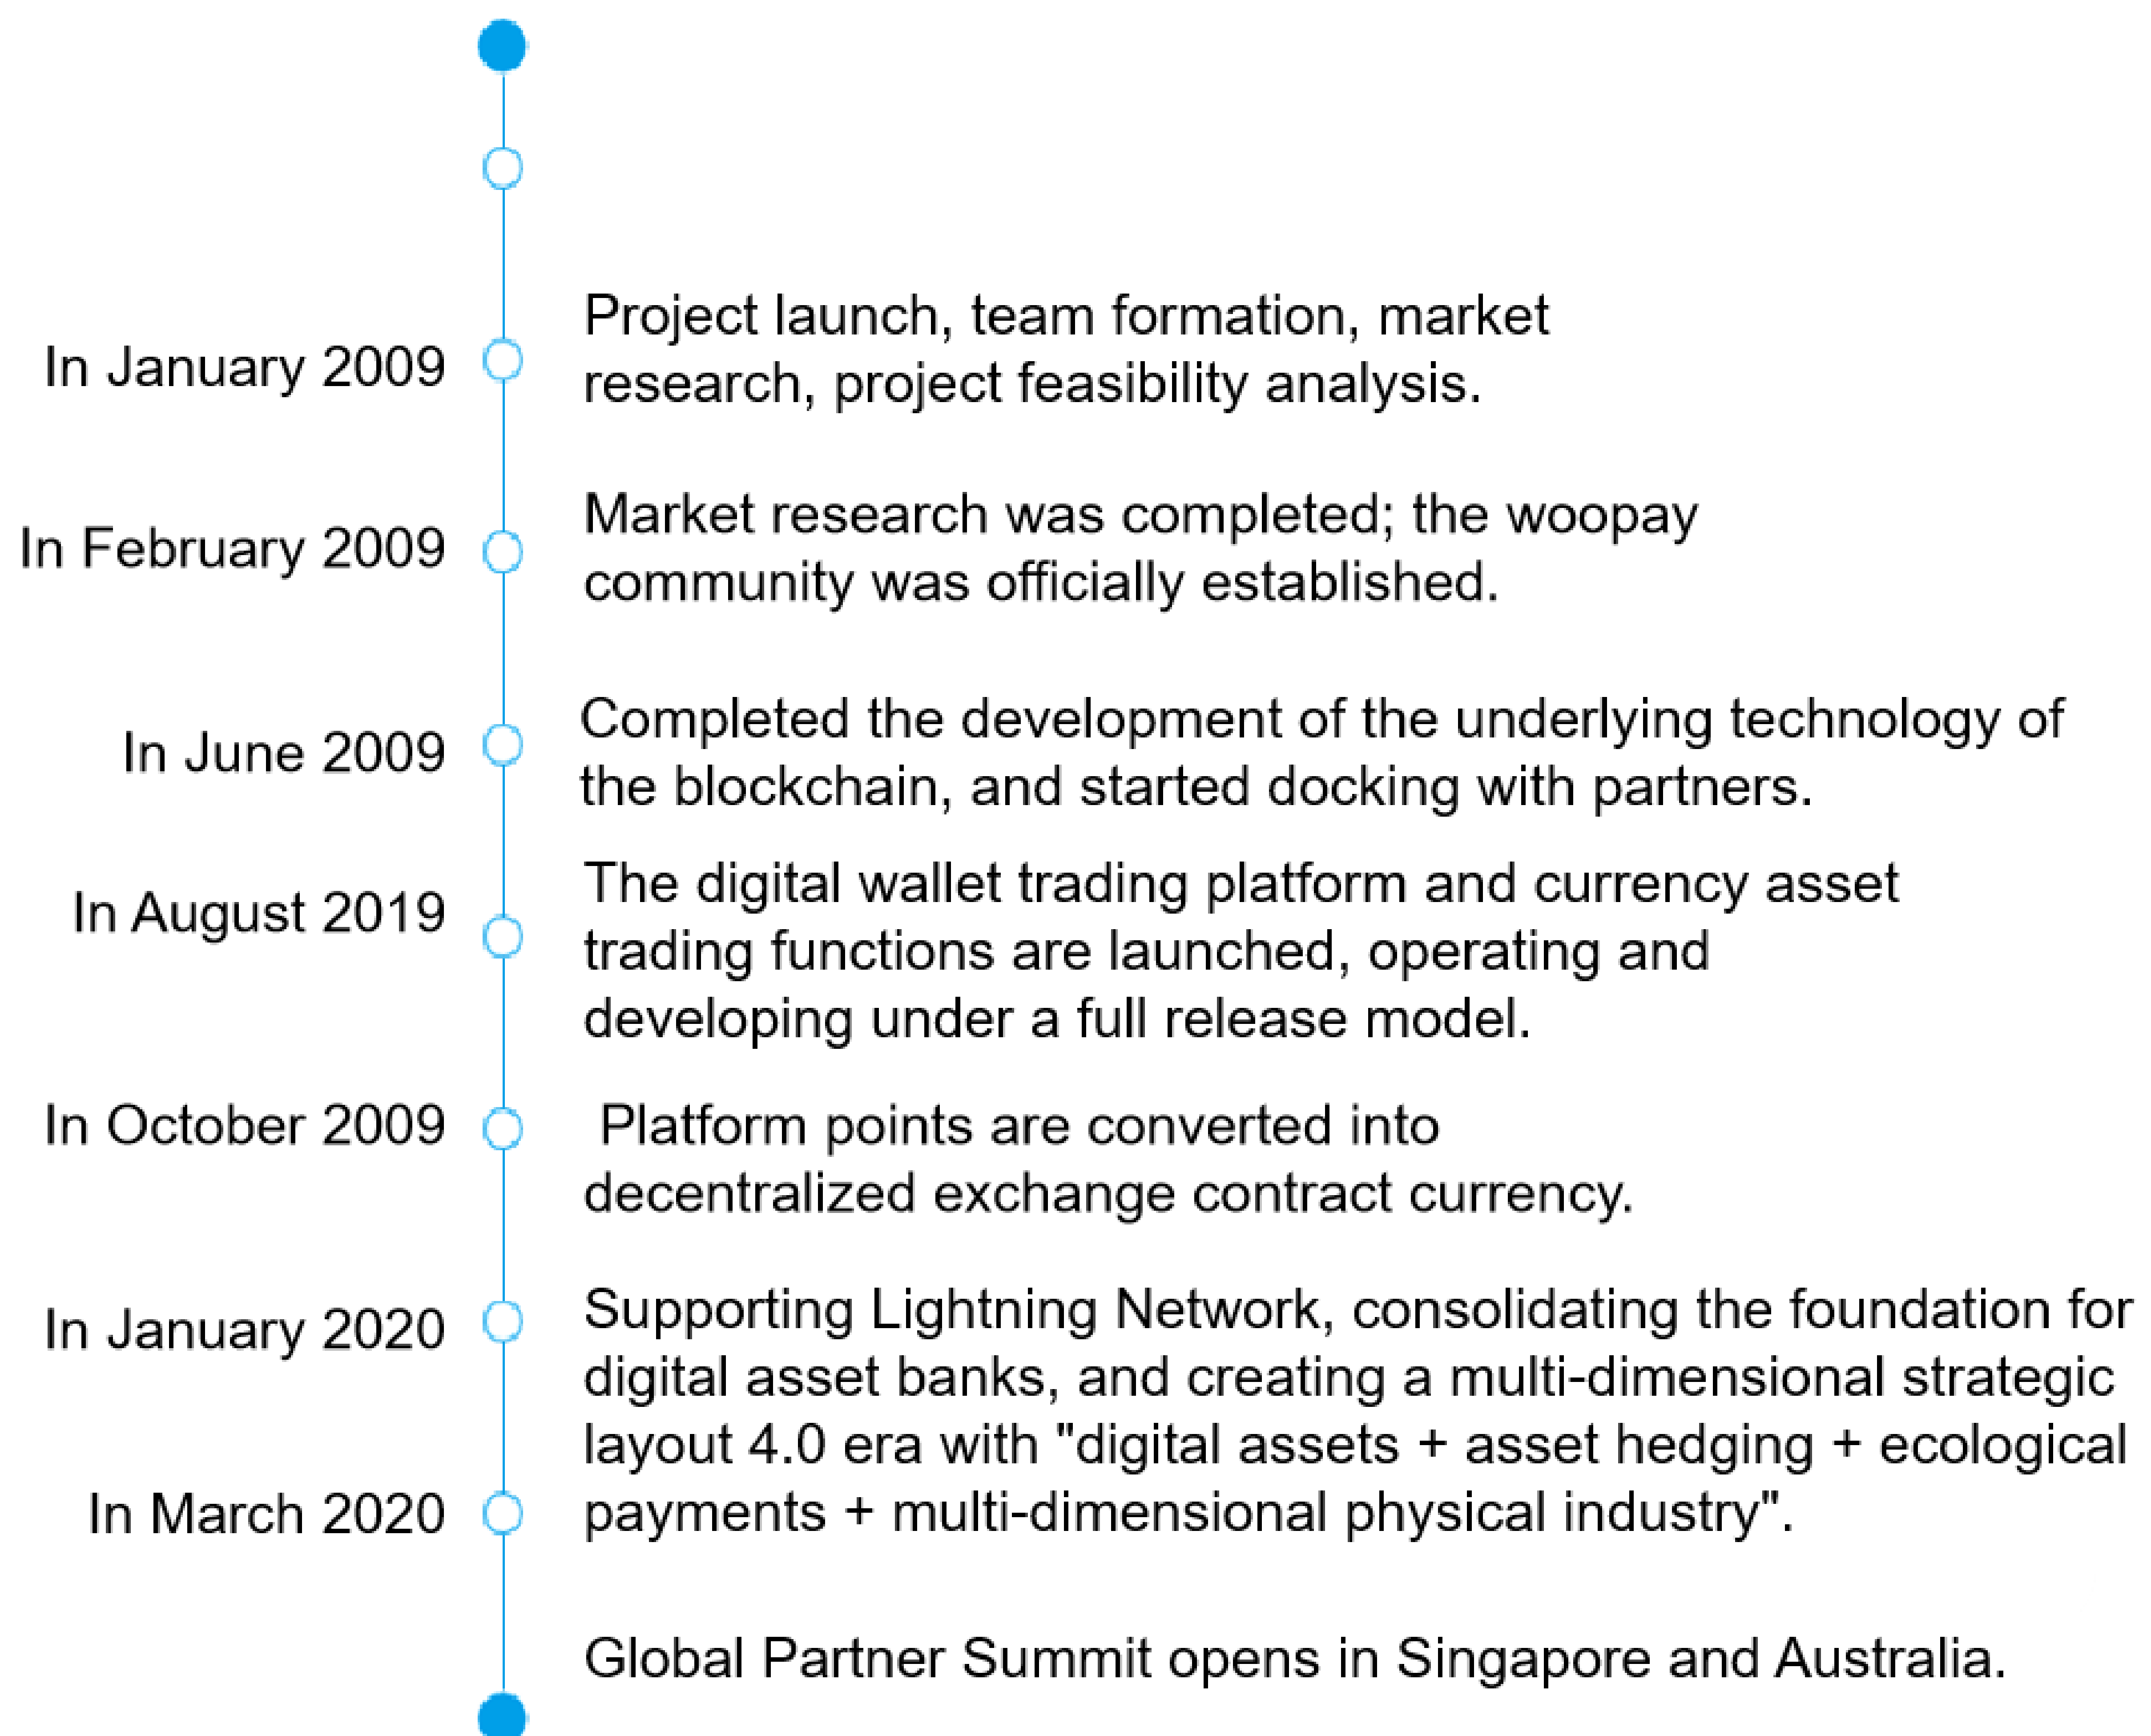 In January 2009
Project launch, team formation, market
research, project feasibility analysis.
In February 2009
Market research was completed; the woopay
community was officially established.
In June 2009
Completed the development of the underlying technology of
the blockchain, and started docking with partners.
In August 2019
The digital wallet trading platform and currency asset
trading functions are launched, operating and
developing under a full release model.
In October 2009
Platform points are converted into
decentralized exchange contract currency.
In January 2020
Supporting Lightning Network, consolidating the foundation for
digital asset banks, and creating a multi-dimensional strategic
layout 4.0 era with "digital assets + asset hedging + ecological
payments + multi-dimensional physical industry".
In March 2020
Global Partner Summit opens in Singapore and Australia.